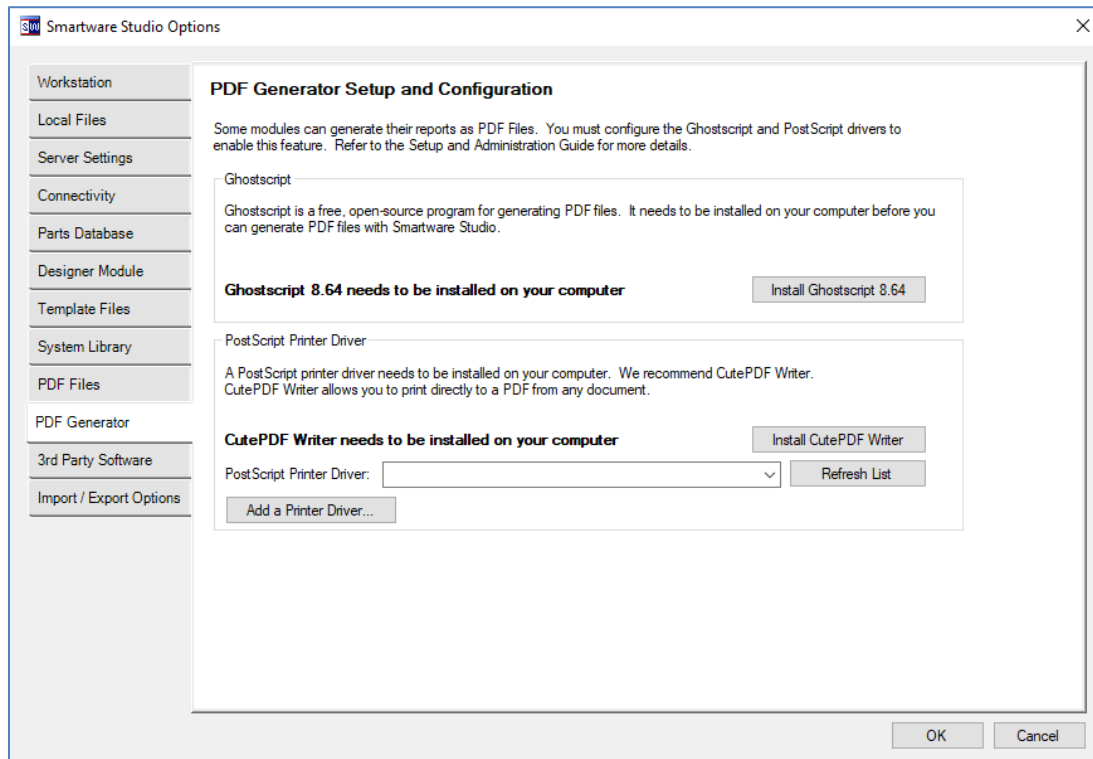 Smartware Studio Options
Workstation
Local Files
Server Settings
Connectivity
Parts Database
Designer Module
Template Files
System Library
PDF Files
PDF Generator
3rd Party Software
Import / Export Options
PDF Generator Setup and Configuration
Some modules can generate their reports as PDF Files.  You must configure the Ghostscript and PostScript drivers to
enable this feature.  Refer to the Setup and Administration Guide for more details.
Ghostscript
Ghostscript is a free, open-source program for generating PDF files.  It needs to be installed on your computer before you
can generate PDF files with Smartware Studio.
Ghostscript 8.64 needs to be installed on your computer
Install Ghostscript 8.64
PostScript Printer Driver
A PostScript printer driver needs to be installed on your computer.  We recommend CutePDF Writer.
CutePDF Writer allows you to print directly to a PDF from any document.
CutePDF Writer needs to be installed on your computer
Install CutePDF Writer
PostScript Printer Driver:
Refresh List
Add a Printer Driver...
OK
Cancel